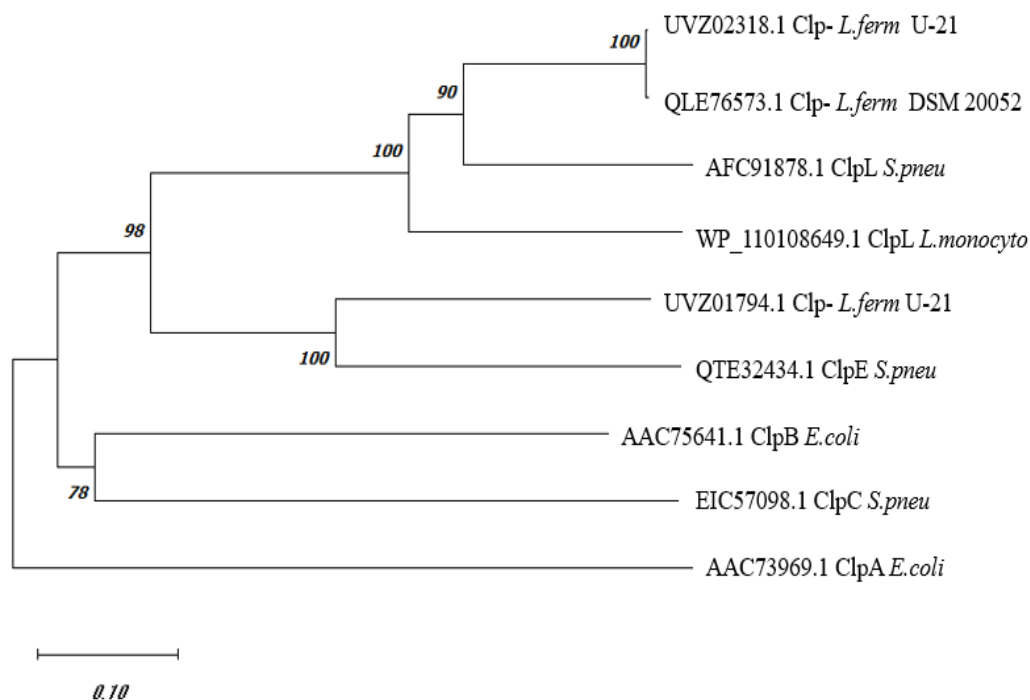 UVZ02318.1 Clp- L.ferm U-21
100
QLE76573.1 Clp- L.ferm DSM 20052
90
100
AFC91878.1 ClpL S.pneu
98
WP_110108649.1 ClpL L.monocyto
UVZ01794.1 Clp- L.ferm U-21
100
QTE32434.1 ClpE S.pneu
AAC75641.1 ClpB E.coli
78
EIC57098.1 ClpC S.pneu
AAC73969.1 ClpA E.coli
0.10